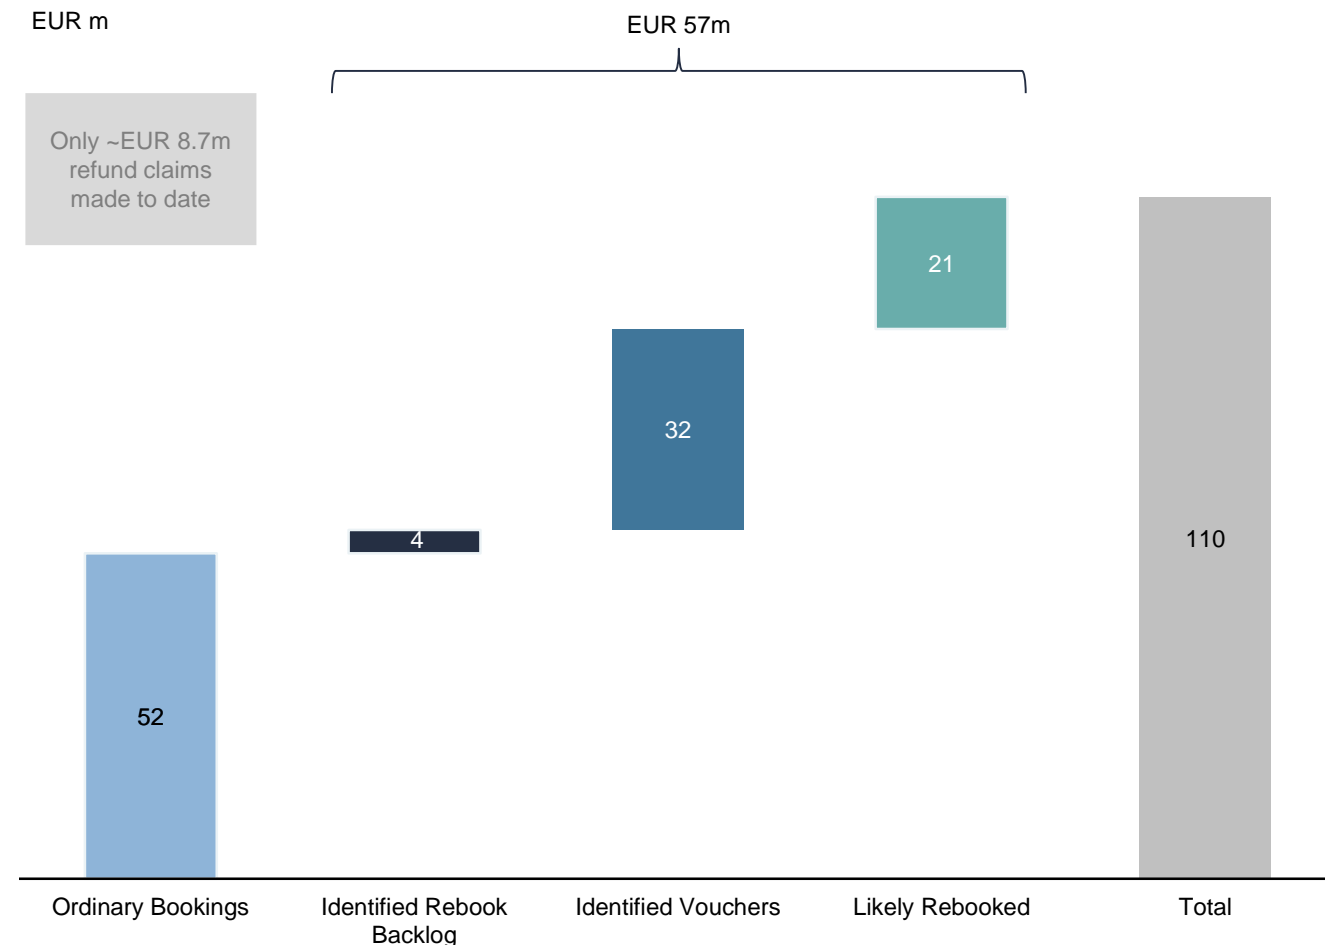 EUR m
EUR 57m
Only ~EUR 8.7m
refund claims
made to date
21
32
4
110
52
Ordinary Bookings
Identified Rebook
Backlog
Identified Vouchers
Likely Rebooked
Total